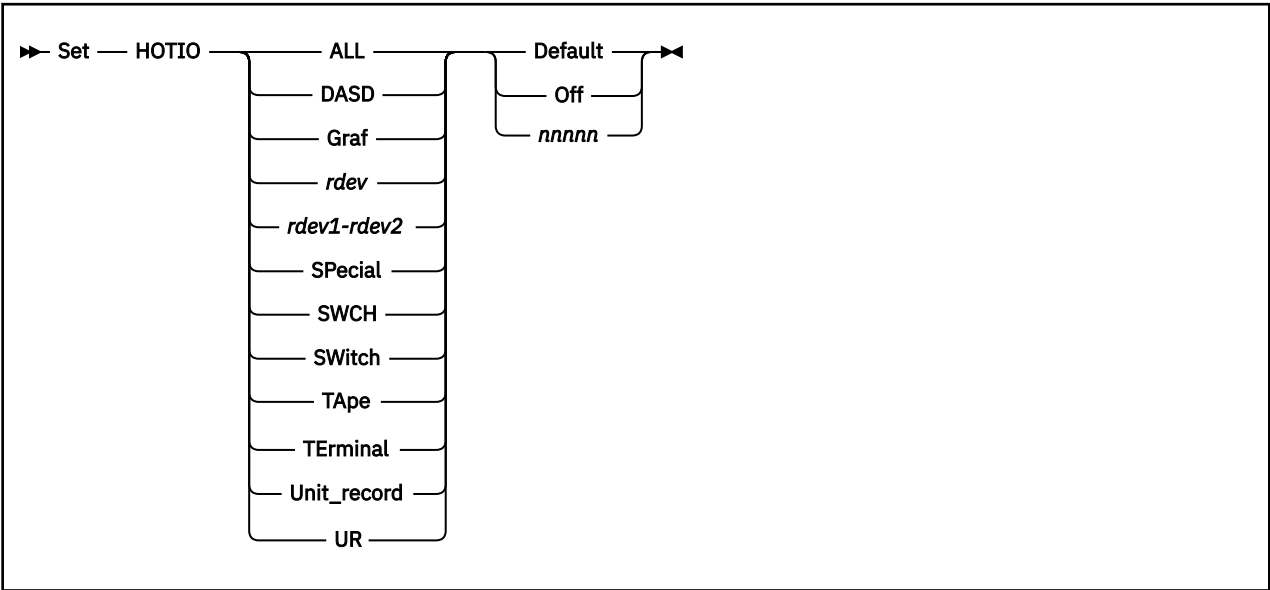 Set HOTIO ALL Default
DASD Off
Graf nnnnn
rdev
rdev1-rdev2
SPecial
SWCH
SWitch
TApe
TErminal
Unit_record
UR